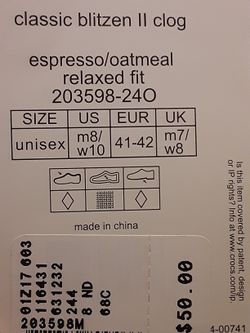 classic blitzen II clog
espresso/oatmeal
relaxed fit
203598-24O
SIZE US EUR UK
unisex m8/w10 41-42 m7/w8
made in china
Is this item covered by patent, design
or IP rights? Info at www.crocs.com/ip.
01Z17 003
116431
631232
244
8 ND 68C
203598M
$50.00
4-00741